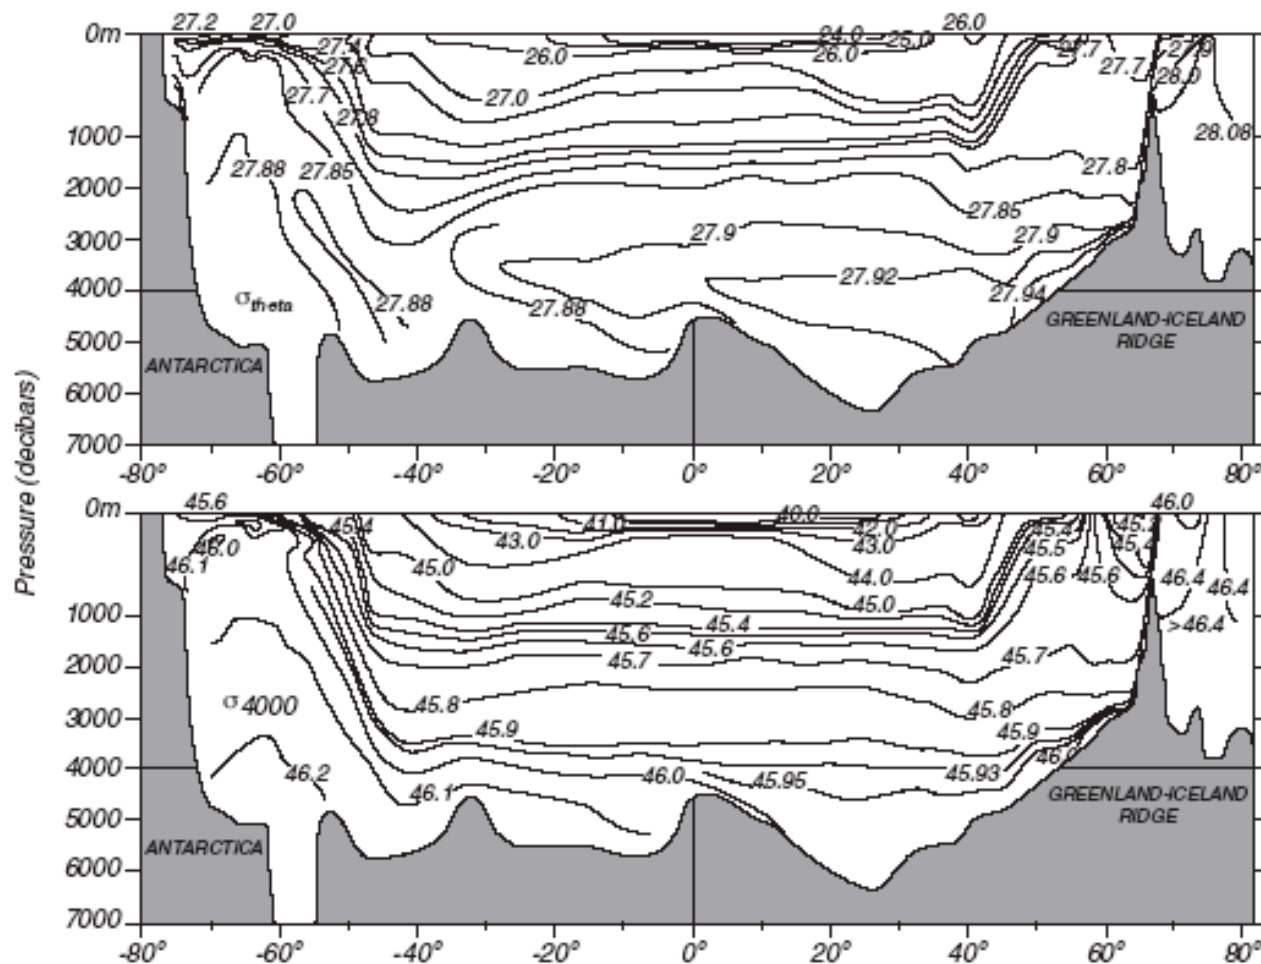 27.2 27.0 26.0
0m 27.4 26.0 24.0 25.0 27.7 27.9
27.6 26.0 27.7 28.0
27.7 27.0
1000 27.8 28.08
2000 27.88 27.85 27.8
27.85
3000 27.9 27.9
4000 σtheta 27.88 27.88 27.92 27.94
GREENLAND-ICELAND
RIDGE
5000 ANTARCTICA
6000
7000
-80° -60° -40° -20° 0° 20° 40° 60° 80°
Pressure (decibars)
45.6 46.0
0m 45.4 41.0 40.0 42.0 45.4 45.2
46.0 43.0 43.0 45.5 45.4
46.1 45.0 44.0 45.6 45.6 46.4 46.4
1000 45.2 45.0 >46.4
45.4
45.6 45.6
2000 45.7 45.7
3000 σ4000 45.8 45.8
45.9 45.9
4000 46.2 46.0 45.95 45.93 46.0
46.1
GREENLAND-ICELAND
RIDGE
5000 ANTARCTICA
6000
7000
-80° -60° -40° -20° 0° 20° 40° 60° 80°